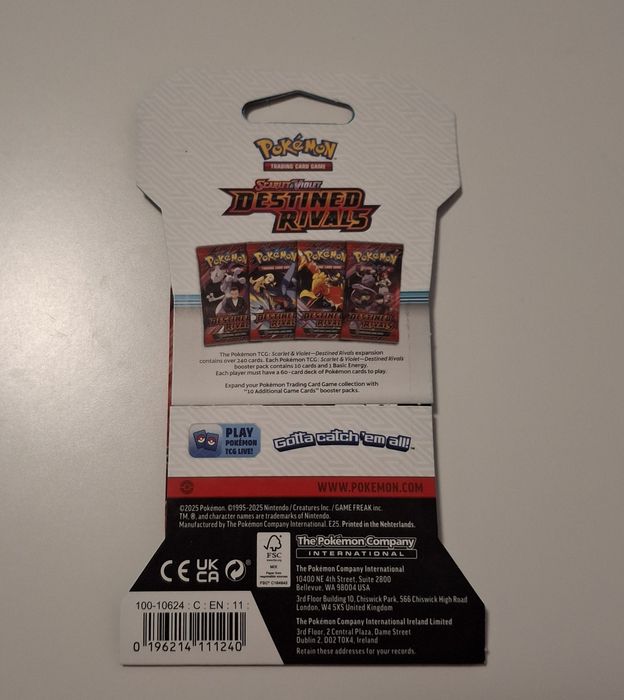 POKéMON
TRADING CARD GAME
SCARLET & VIOLET
DESTINED
RIVALS
The Pokémon TCG: Scarlet & Violet—Destined Rivals expansion
contains over 240 cards. Each Pokémon TCG: Scarlet & Violet—Destined Rivals
booster pack contains 10 cards and 1 Basic Energy.
Each player must have a 60-card deck of Pokémon cards to play.
Expand your Pokémon Trading Card Game collection with
"10 Additional Game Cards" booster packs.
PLAY
POKÉMON
TCG LIVE!
Gotta catch 'em all!™
WWW.POKEMON.COM
©2025 Pokémon. ©1995-2025 Nintendo / Creatures Inc. / GAME FREAK inc.
TM, ®, and character names are trademarks of Nintendo.
Manufactured by The Pokémon Company International. E25. Printed in the Netherlands.
The Pokémon Company
INTERNATIONAL
FSC
MIX
CE UK CA
The Pokémon Company International
10400 NE 4th Street, Suite 2800
Bellevue, WA 98004 USA
3rd Floor Building 10, Chiswick Park, 566 Chiswick High Road
London, W4 5XS United Kingdom
The Pokémon Company International Ireland Limited
3rd Floor, 2 Central Plaza, Dame Street
Dublin 2, D02 T0X4, Ireland
Retain these addresses for your records.
100-10624 : C : EN : 11 :
0 196214 111240